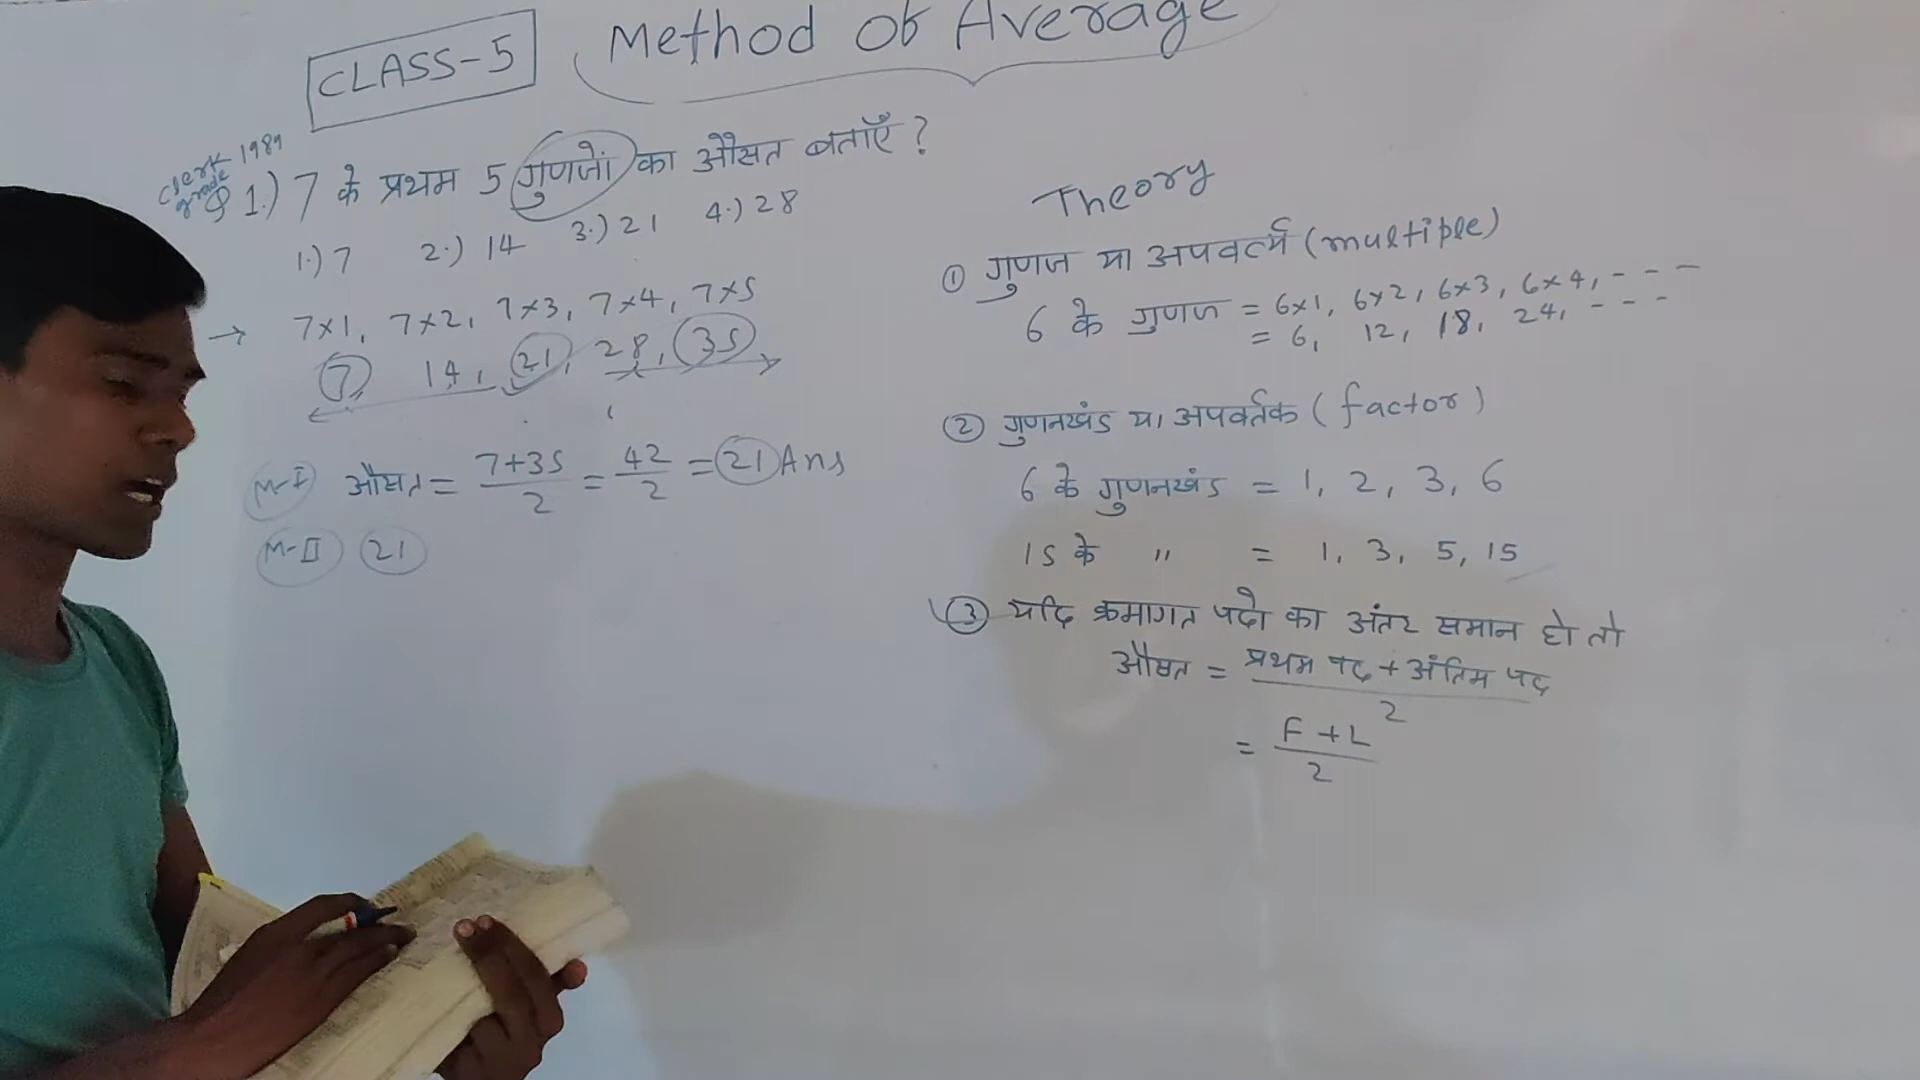 CLASS-5
Method of Average
Clerk grade 1989
Q 1.) 7 के प्रथम 5 गुणजों का औसत बताएँ ?
1.) 7 2.) 14 3.) 21 4.) 28
→ 7×1, 7×2, 7×3, 7×4, 7×5
7, 14, 21, 28, 35
M-I औसत = 7+35/2 = 42/2 = 21 Ans
M-II 21
Theory
① गुणज या अपवर्त्य (multiple)
6 के गुणज = 6×1, 6×2, 6×3, 6×4, - - -
= 6, 12, 18, 24, - - -
② गुणनखंड या अपवर्तक (factor)
6 के गुणनखंड = 1, 2, 3, 6
15 के " = 1, 3, 5, 15
③ यदि क्रमागत पदो का अंतर समान हो तो
औसत = प्रथम पद + अंतिम पद / 2
= F+L/2